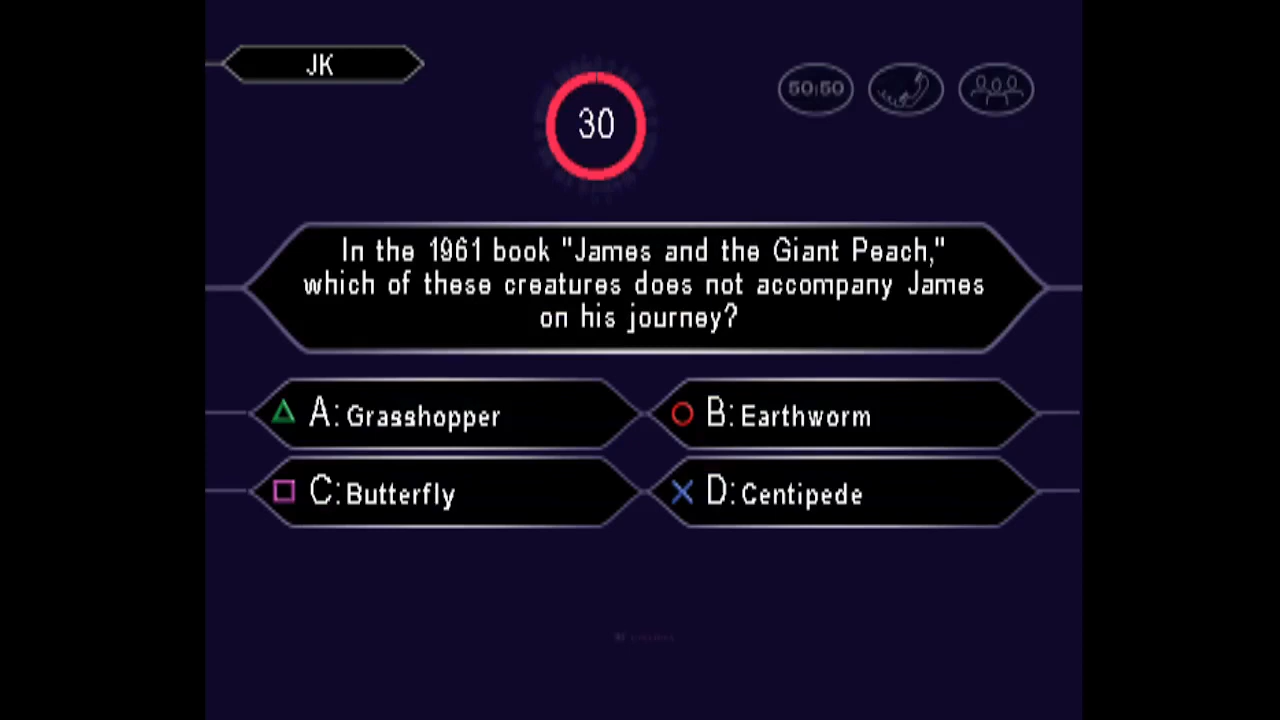 JK
30
50:50
In the 1961 book "James and the Giant Peach,"
which of these creatures does not accompany James
on his journey?
A: Grasshopper
B: Earthworm
C: Butterfly
D: Centipede